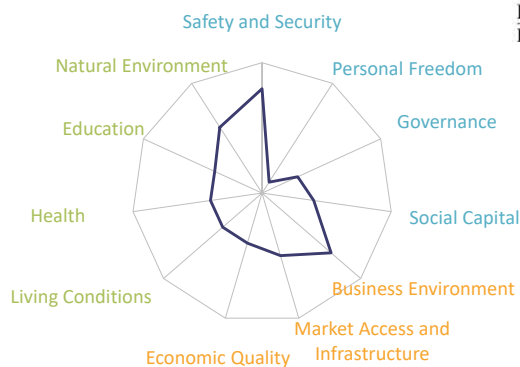 Safety and Security
Natural Environment
Personal Freedom
Education
Governance
Health
Social Capital
Living Conditions
Business Environment
Market Access and
Infrastructure
Economic Quality